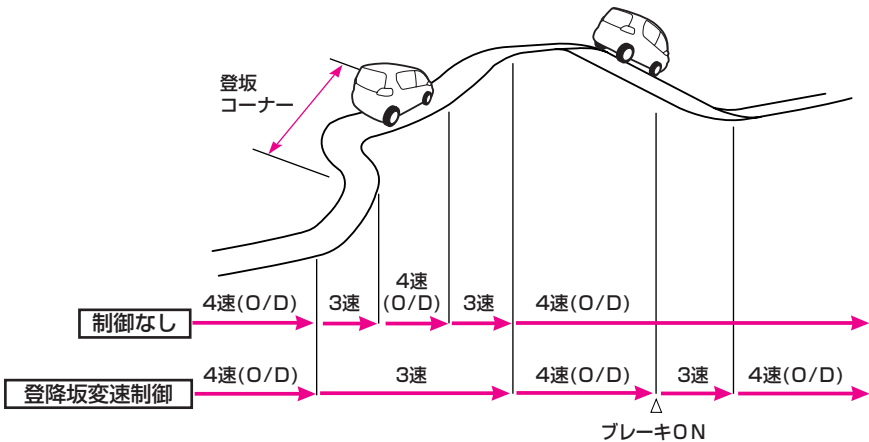 登坂
コーナー
4速(O/D)
3速
4速
(O/D)
3速
4速(O/D)
制御なし
4速(O/D)
3速
4速(O/D)
3速
4速(O/D)
登降坂変速制御
ブレーキON